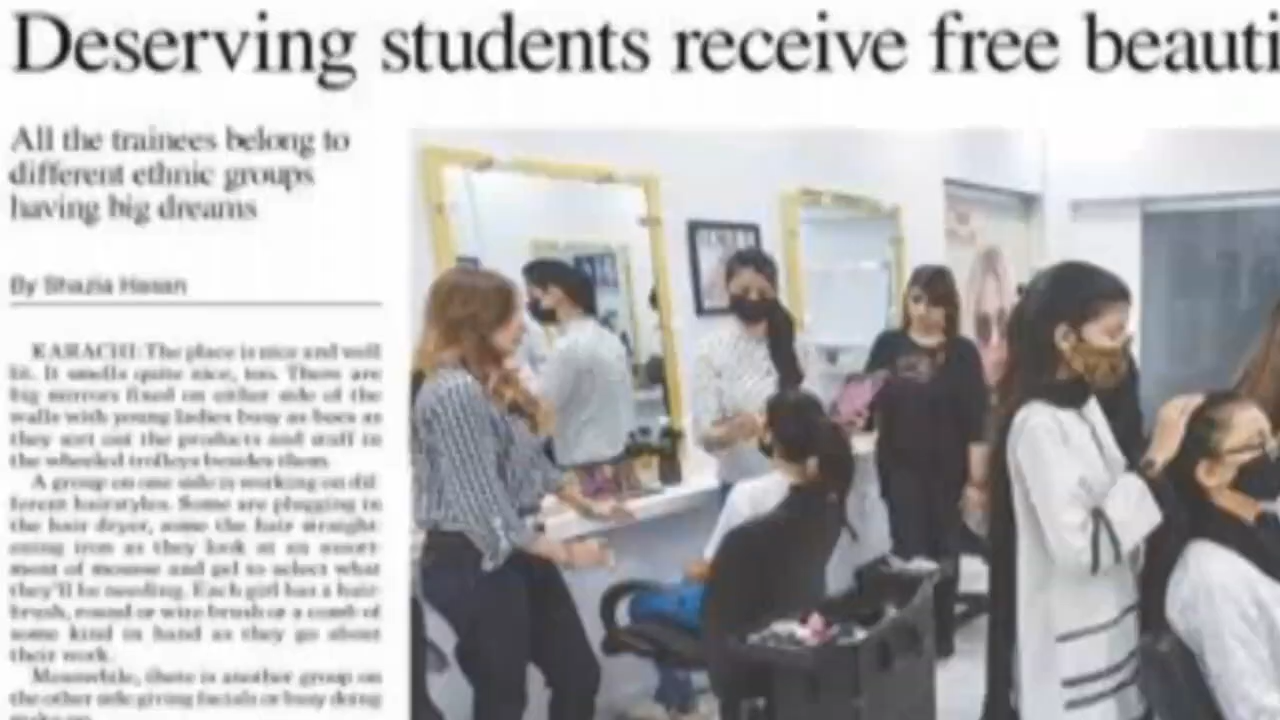 Deserving students receive free beauti
All the trainees belong to
different ethnic groups
having big dreams
By Shazia Hasan
KARACHI: The place is nice and well
lit. It smells quite nice, too. There are
big mirrors fixed on either side of the
walls with young ladies busy as bees as
they sort out the products and stuff in
the wheeled trolleys besides them.
A group on one side is working on dif-
ferent hairstyles. Some are plugging in
the hair dryer, some the hair straight-
ening iron as they look at an assort-
ment of mousse and gel to select what
they'll be needing. Each girl has a hair-
brush, round or wire brush or a comb of
some kind in hand as they go about
their work.
Meanwhile, there is another group on
the other side giving facials or busy doing
make-up